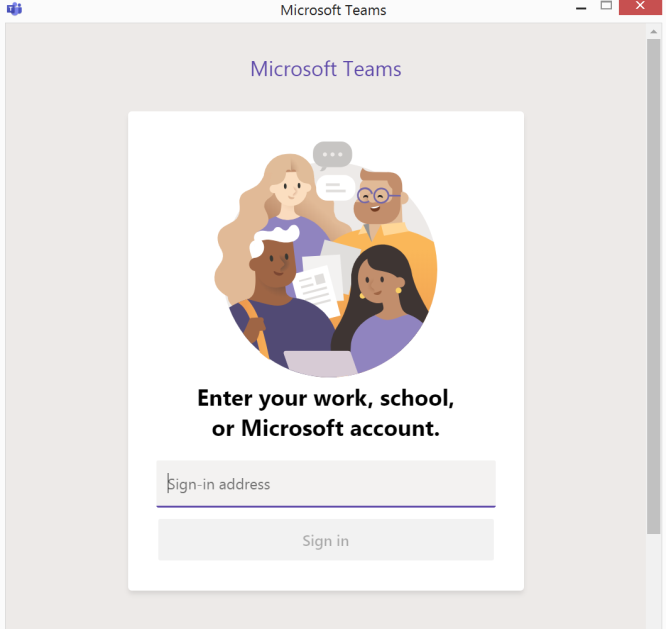 Microsoft Teams
Microsoft Teams
Enter your work, school,
or Microsoft account.
Sign-in address
Sign in